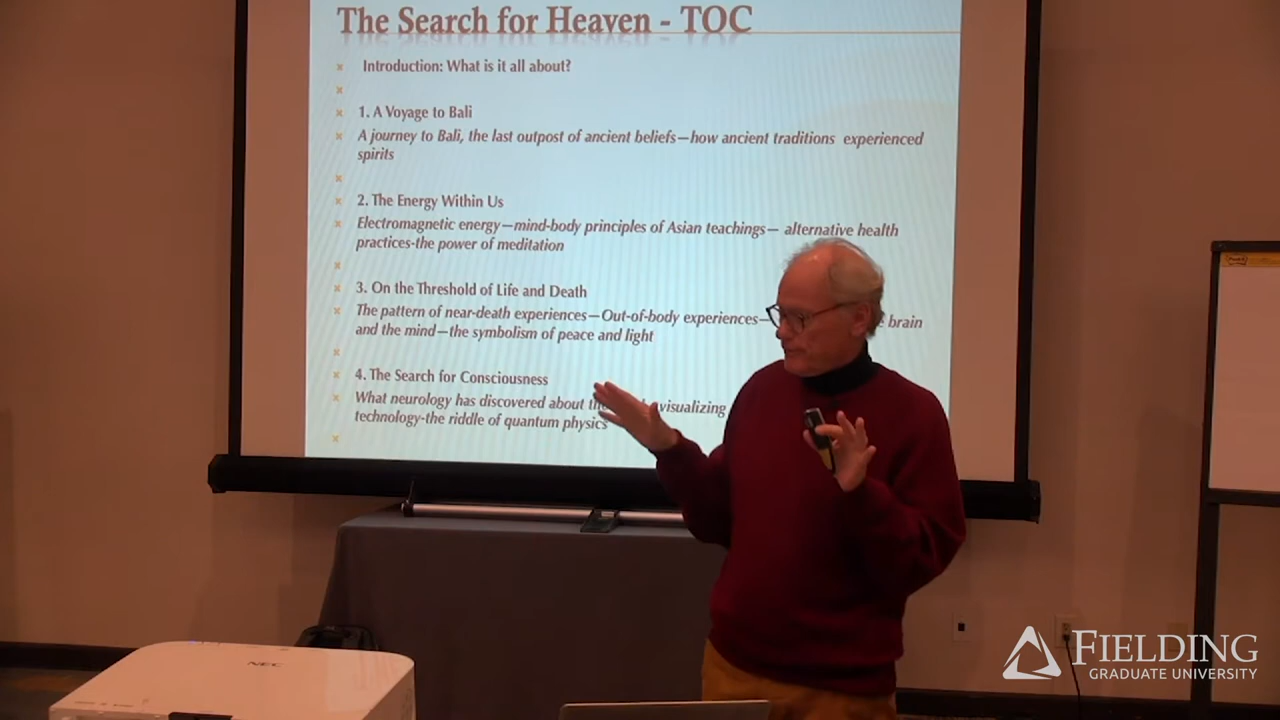 The Search for Heaven - TOC
Introduction: What is it all about?
1. A Voyage to Bali
A journey to Bali, the last outpost of ancient beliefs—how ancient traditions experienced
spirits
2. The Energy Within Us
Electromagnetic energy—mind-body principles of Asian teachings— alternative health
practices-the power of meditation
3. On the Threshold of Life and Death
The pattern of near-death experiences—Out-of-body experiences— brain
and the mind—the symbolism of peace and light
4. The Search for Consciousness
What neurology has discovered about visualizing
technology-the riddle of quantum physics
NEC
FIELDING
GRADUATE UNIVERSITY